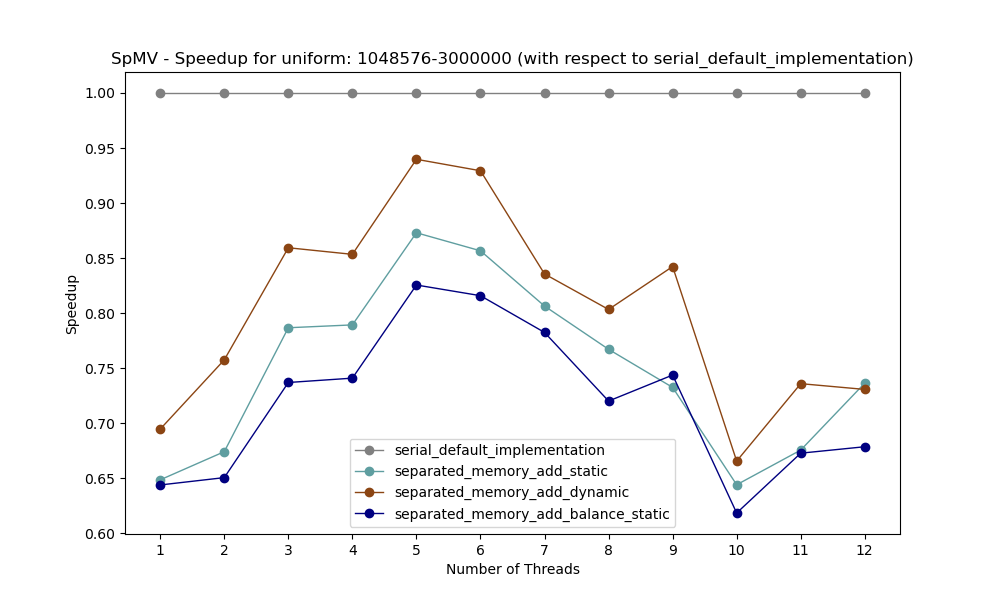 SpMV - Speedup for uniform: 1048576-3000000 (with respect to serial_default_implementation)
Speedup
1.00
0.95
0.90
0.85
0.80
0.75
0.70
0.65
0.60
serial_default_implementation
separated_memory_add_static
separated_memory_add_dynamic
separated_memory_add_balance_static
1 2 3 4 5 6 7 8 9 10 11 12
Number of Threads